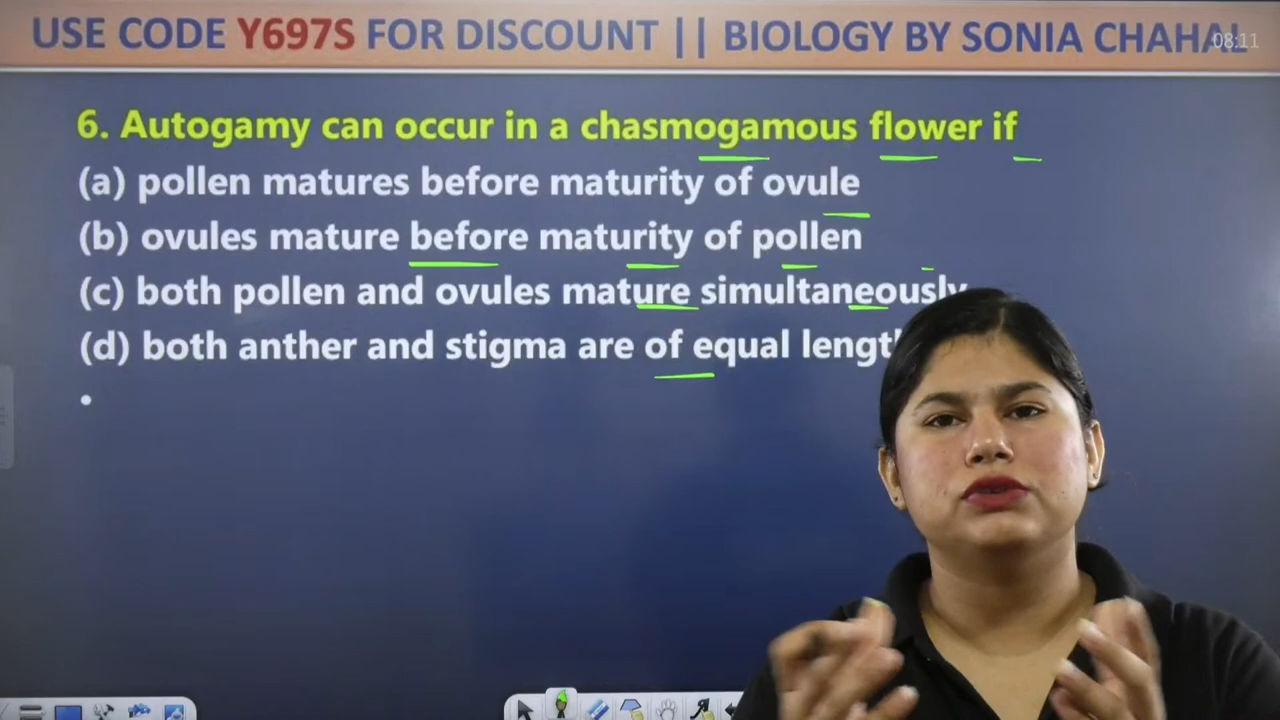 USE CODE Y697S FOR DISCOUNT || BIOLOGY BY SONIA CHAHAL
08:11
6. Autogamy can occur in a chasmogamous flower if
(a) pollen matures before maturity of ovule
(b) ovules mature before maturity of pollen
(c) both pollen and ovules mature simultaneously
(d) both anther and stigma are of equal